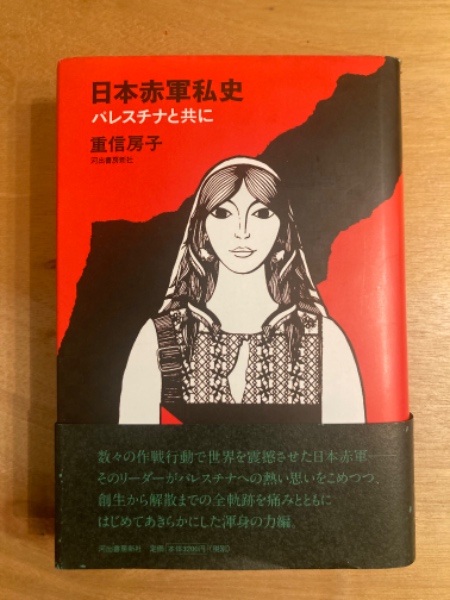 日本赤軍私史
パレスチナと共に
重信房子
河出書房新社
数々の作戦行動で世界を震撼させた日本赤軍——
そのリーダーがパレスチナへの熱い思いをこめつつ、
創生から解散までの全軌跡を痛みとともに
はじめてあきらかにした渾身の力編。
河出書房新社 定価